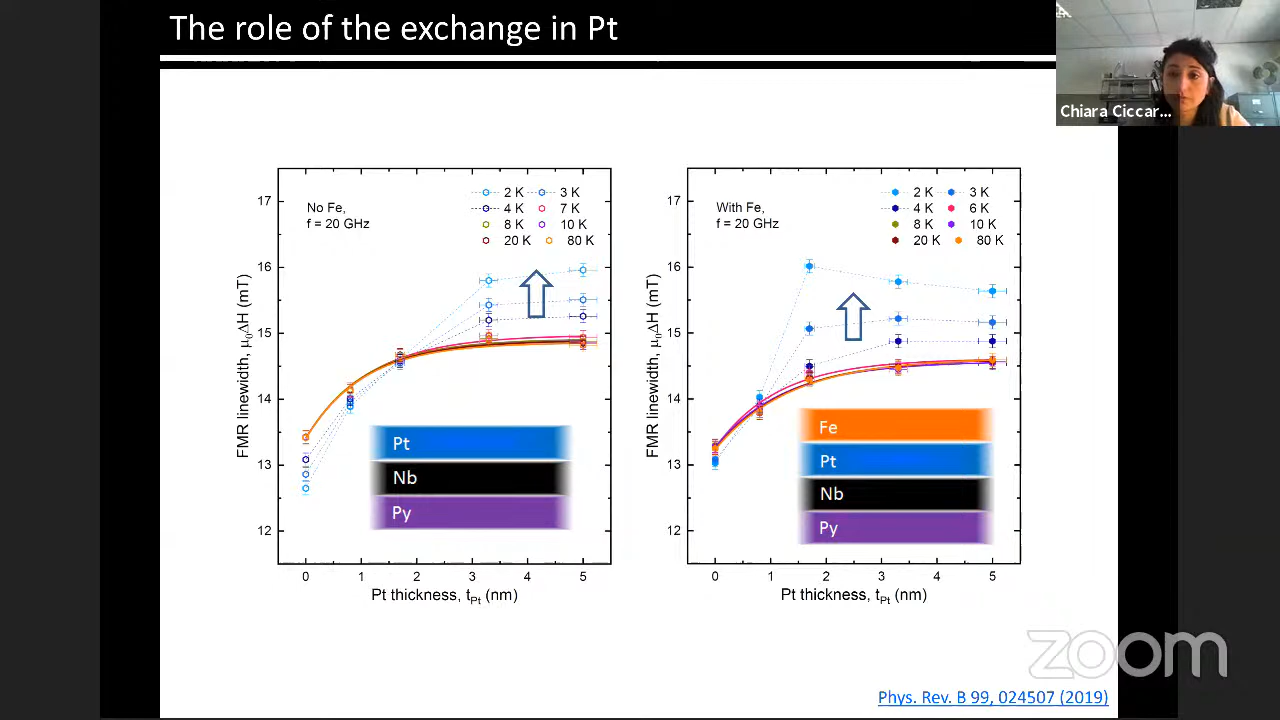 The role of the exchange in Pt
Chiara Ciccar...
17
16
15
14
13
12
FMR linewidth, μ₀ΔH (mT)
No Fe,
f = 20 GHz
2 K 3 K
4 K 7 K
8 K 10 K
20 K 80 K
Pt
Nb
Py
0 1 2 3 4 5
Pt thickness, tPt (nm)
17
16
15
14
13
12
FMR linewidth, μ₀ΔH (mT)
With Fe,
f = 20 GHz
2 K 3 K
4 K 6 K
8 K 10 K
20 K 80 K
Fe
Pt
Nb
Py
0 1 2 3 4 5
Pt thickness, tPt (nm)
zoom
Phys. Rev. B 99, 024507 (2019)